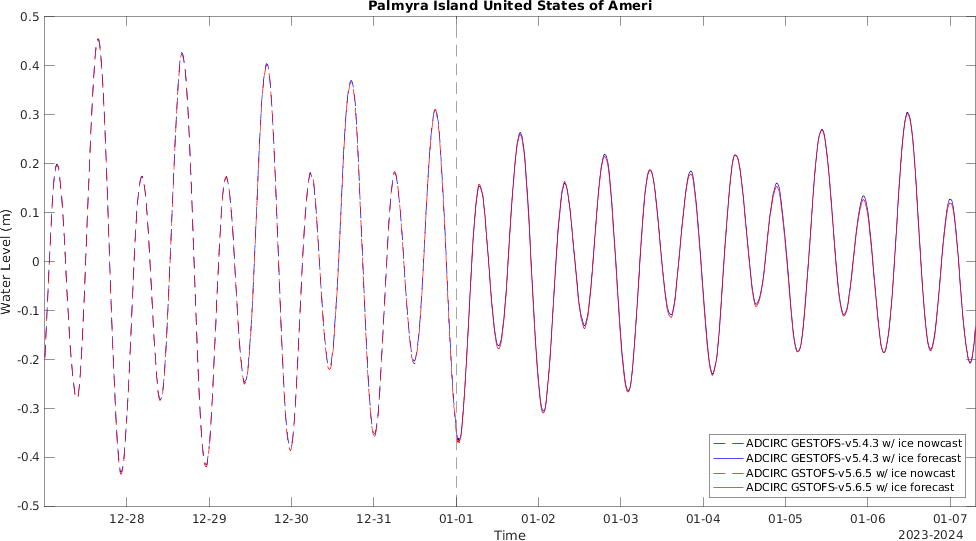 Palmyra Island United States of Ameri
0.5
0.4
0.3
0.2
0.1
0
-0.1
-0.2
-0.3
-0.4
-0.5
Water Level (m)
ADCIRC GESTOFS-v5.4.3 w/ ice nowcast
ADCIRC GESTOFS-v5.4.3 w/ ice forecast
ADCIRC GSTOFS-v5.6.5 w/ ice nowcast
ADCIRC GSTOFS-v5.6.5 w/ ice forecast
12-28 12-29 12-30 12-31 01-01 01-02 01-03 01-04 01-05 01-06 01-07
Time
2023-2024